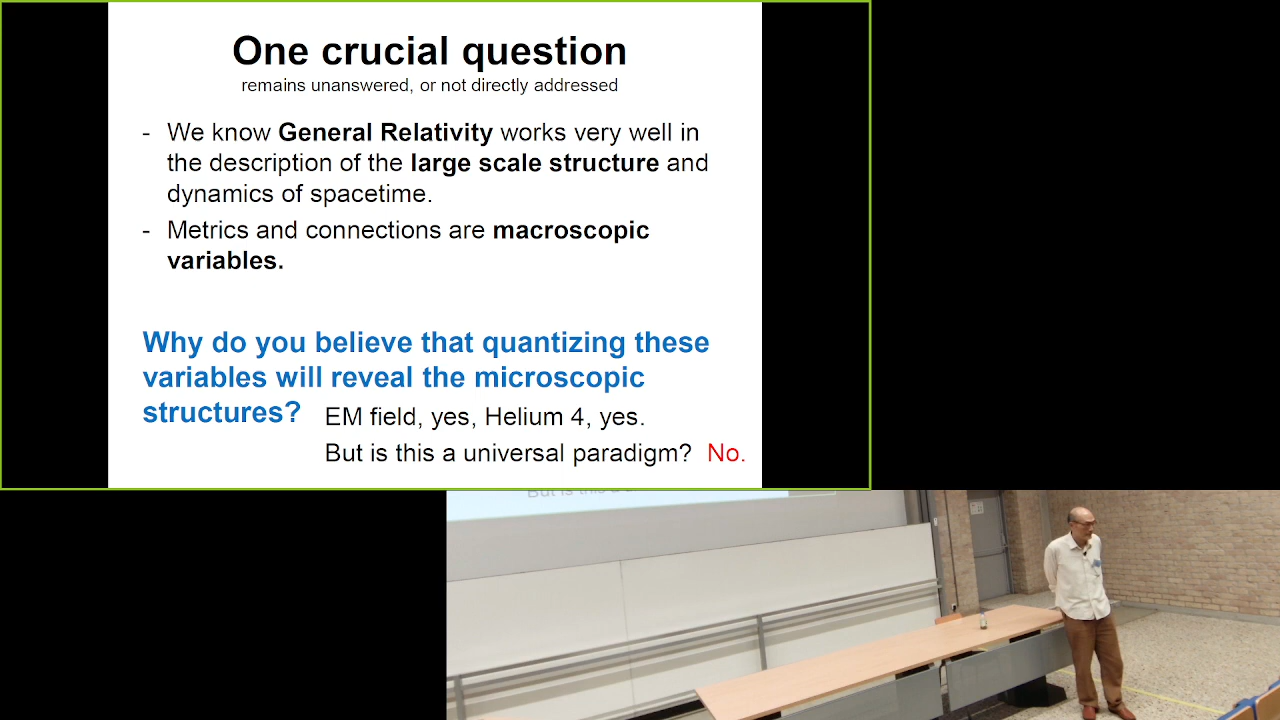 One crucial question
remains unanswered, or not directly addressed
- We know General Relativity works very well in
the description of the large scale structure and
dynamics of spacetime.
- Metrics and connections are macroscopic
variables.
Why do you believe that quantizing these
variables will reveal the microscopic
structures? EM field, yes, Helium 4, yes.
But is this a universal paradigm? No.
But is this a